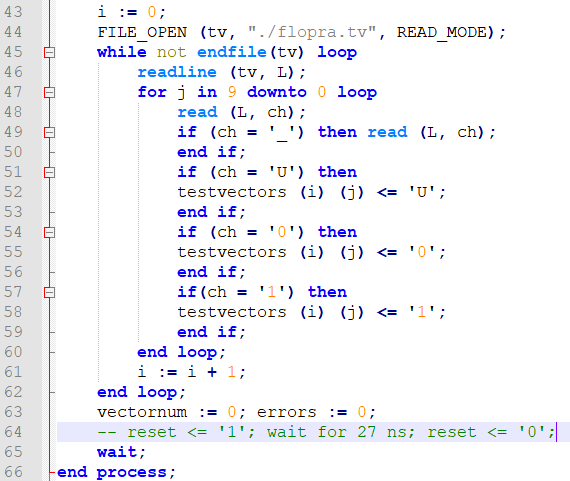 43 i := 0;
44 FILE_OPEN (tv, "./flopra.tv", READ_MODE);
45 while not endfile(tv) loop
46 readline (tv, L);
47 for j in 9 downto 0 loop
48 read (L, ch);
49 if (ch = '_') then read (L, ch);
50 end if;
51 if (ch = 'U') then
52 testvectors (i) (j) <= 'U';
53 end if;
54 if (ch = '0') then
55 testvectors (i) (j) <= '0';
56 end if;
57 if(ch = '1') then
58 testvectors (i) (j) <= '1';
59 end if;
60 end loop;
61 i := i + 1;
62 end loop;
63 vectornum := 0; errors := 0;
64 -- reset <= '1'; wait for 27 ns; reset <= '0';
65 wait;
66 end process;